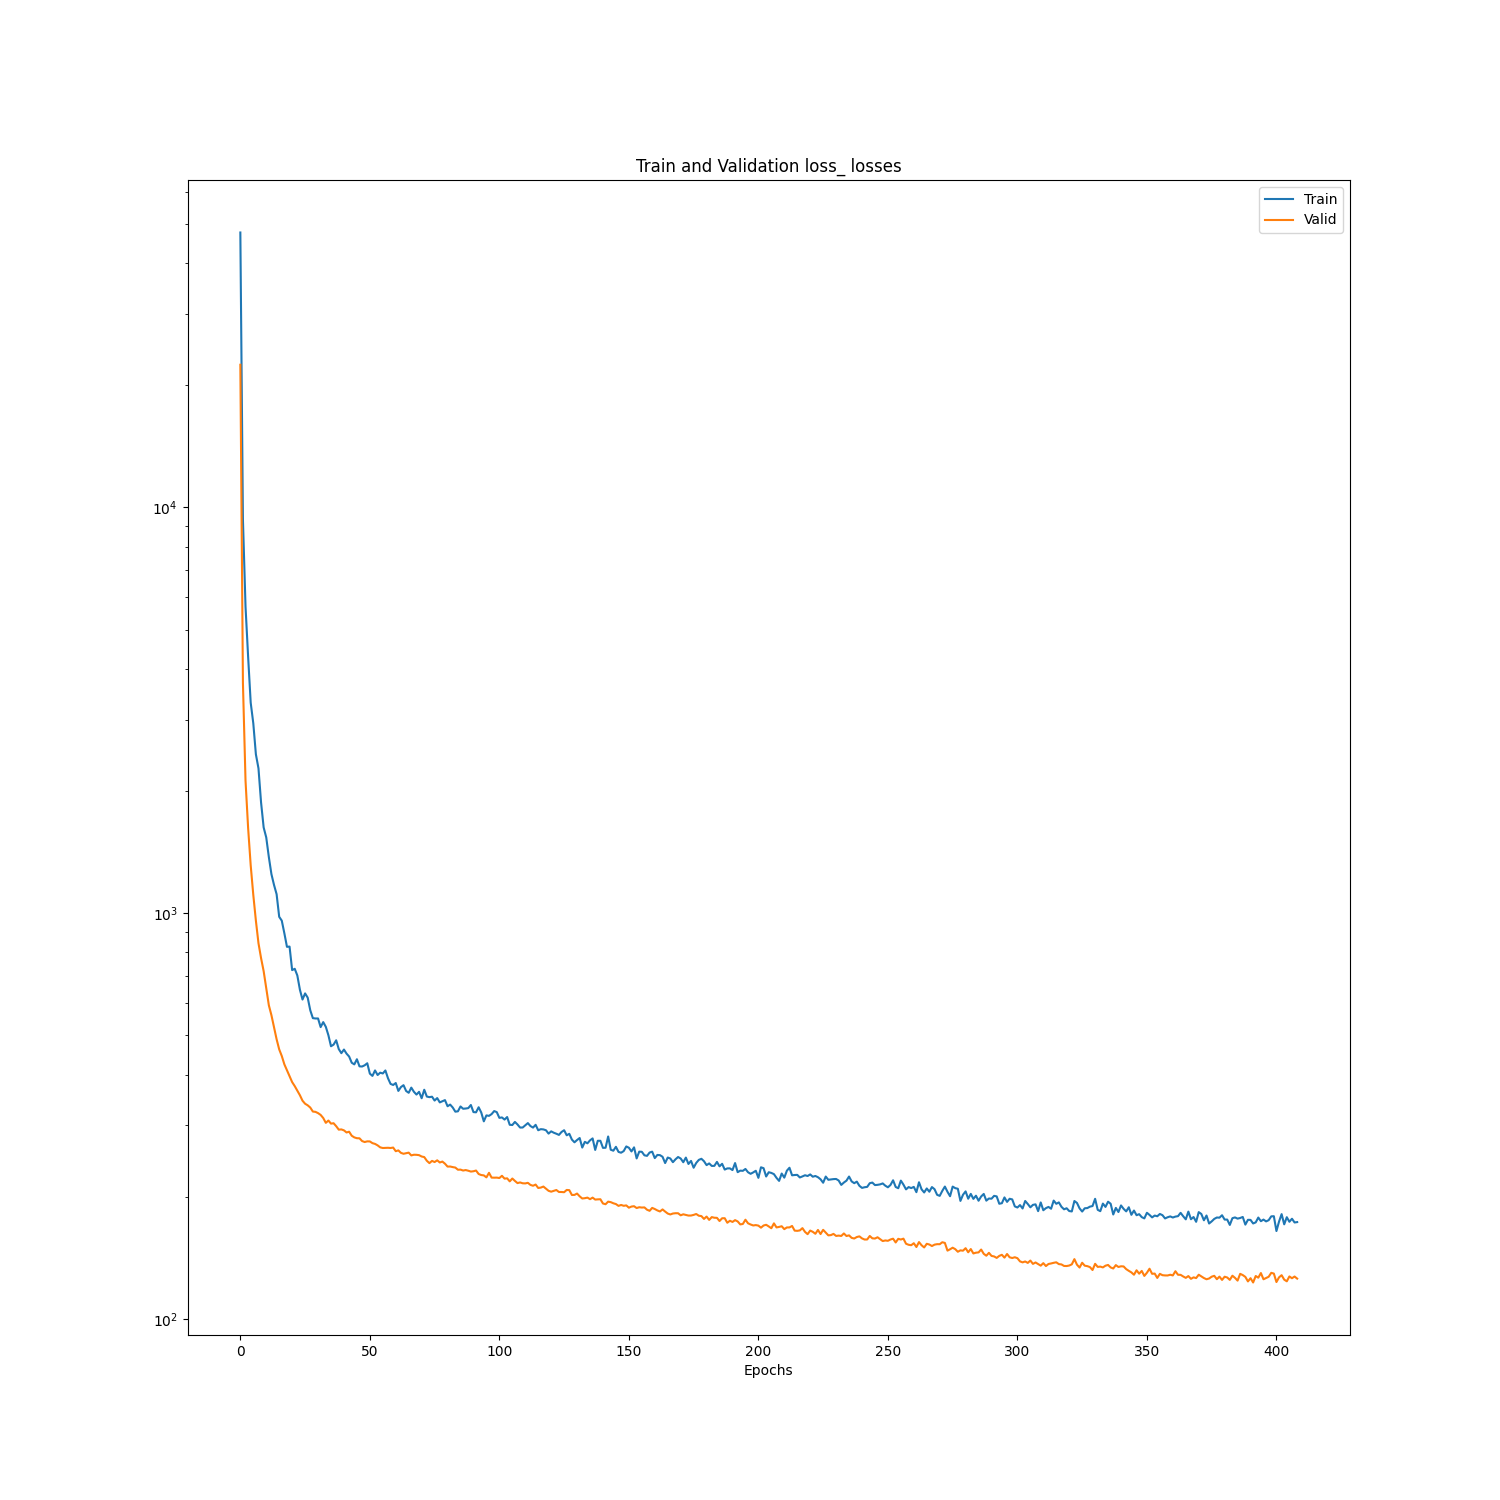 Train and Validation loss_ losses
Train
Valid
10^4
10^3
10^2
0 50 100 150 200 250 300 350 400
Epochs